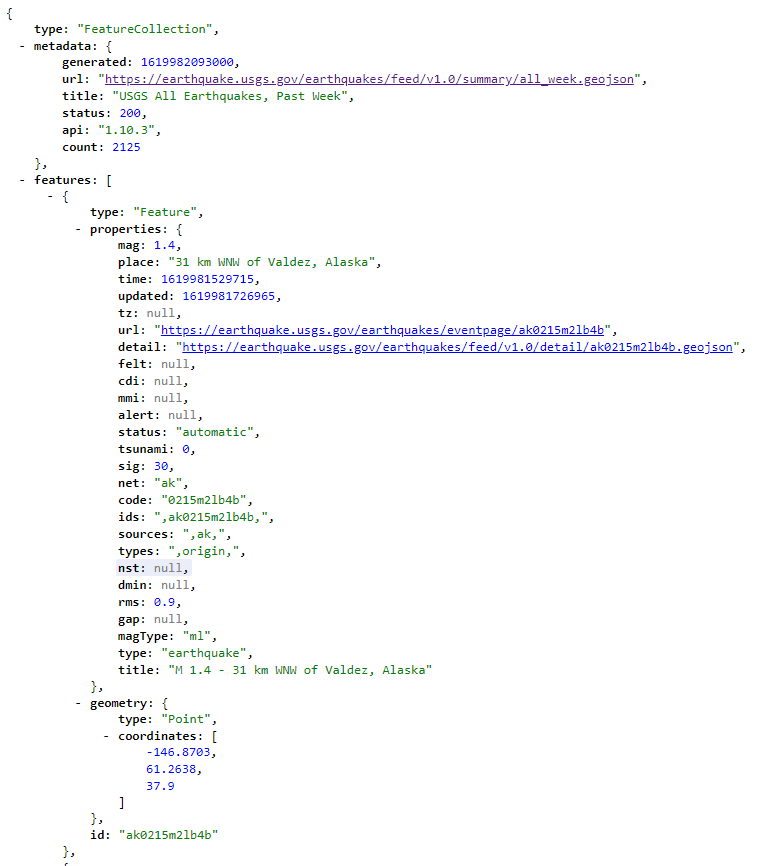 {
type: "FeatureCollection",
- metadata: {
generated: 1619982093000,
url: "https://earthquake.usgs.gov/earthquakes/feed/v1.0/summary/all_week.geojson",
title: "USGS All Earthquakes, Past Week",
status: 200,
api: "1.10.3",
count: 2125
},
- features: [
- {
type: "Feature",
- properties: {
mag: 1.4,
place: "31 km WNW of Valdez, Alaska",
time: 1619981529715,
updated: 1619981726965,
tz: null,
url: "https://earthquake.usgs.gov/earthquakes/eventpage/ak0215m2lb4b",
detail: "https://earthquake.usgs.gov/earthquakes/feed/v1.0/detail/ak0215m2lb4b.geojson",
felt: null,
cdi: null,
mmi: null,
alert: null,
status: "automatic",
tsunami: 0,
sig: 30,
net: "ak",
code: "0215m2lb4b",
ids: ",ak0215m2lb4b,",
sources: ",ak,",
types: ",origin,",
nst: null,
dmin: null,
rms: 0.9,
gap: null,
magType: "ml",
type: "earthquake",
title: "M 1.4 - 31 km WNW of Valdez, Alaska"
},
- geometry: {
type: "Point",
- coordinates: [
-146.8703,
61.2638,
37.9
]
},
id: "ak0215m2lb4b"
},